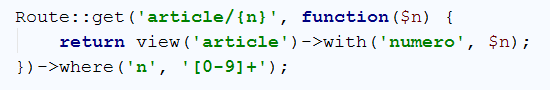 Route::get('article/{n}', function($n) {
    return view('article')->with('numero', $n);
})->where('n', '[0-9]+');